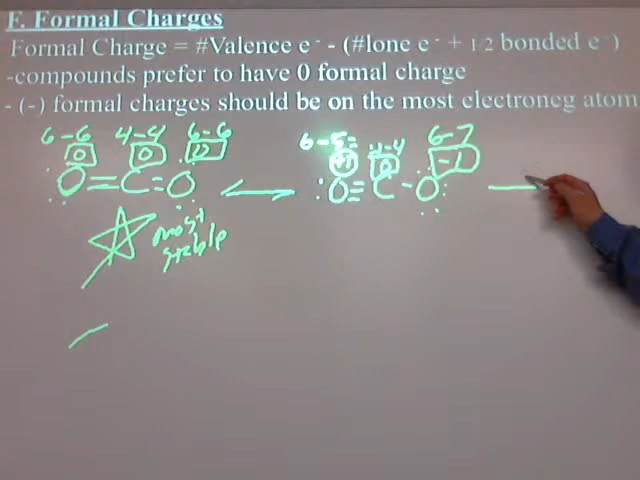 F. Formal Charges
Formal Charge = #Valence e⁻ - (#lone e⁻ + 1/2 bonded e⁻)
-compounds prefer to have 0 formal charge
- (-) formal charges should be on the most electroneg atom
6-6 4-4 6-6 6-5= 4-4 6-7
0 0 +1 0 -1
O=C=O ⟷ O≡C-O
most
stable